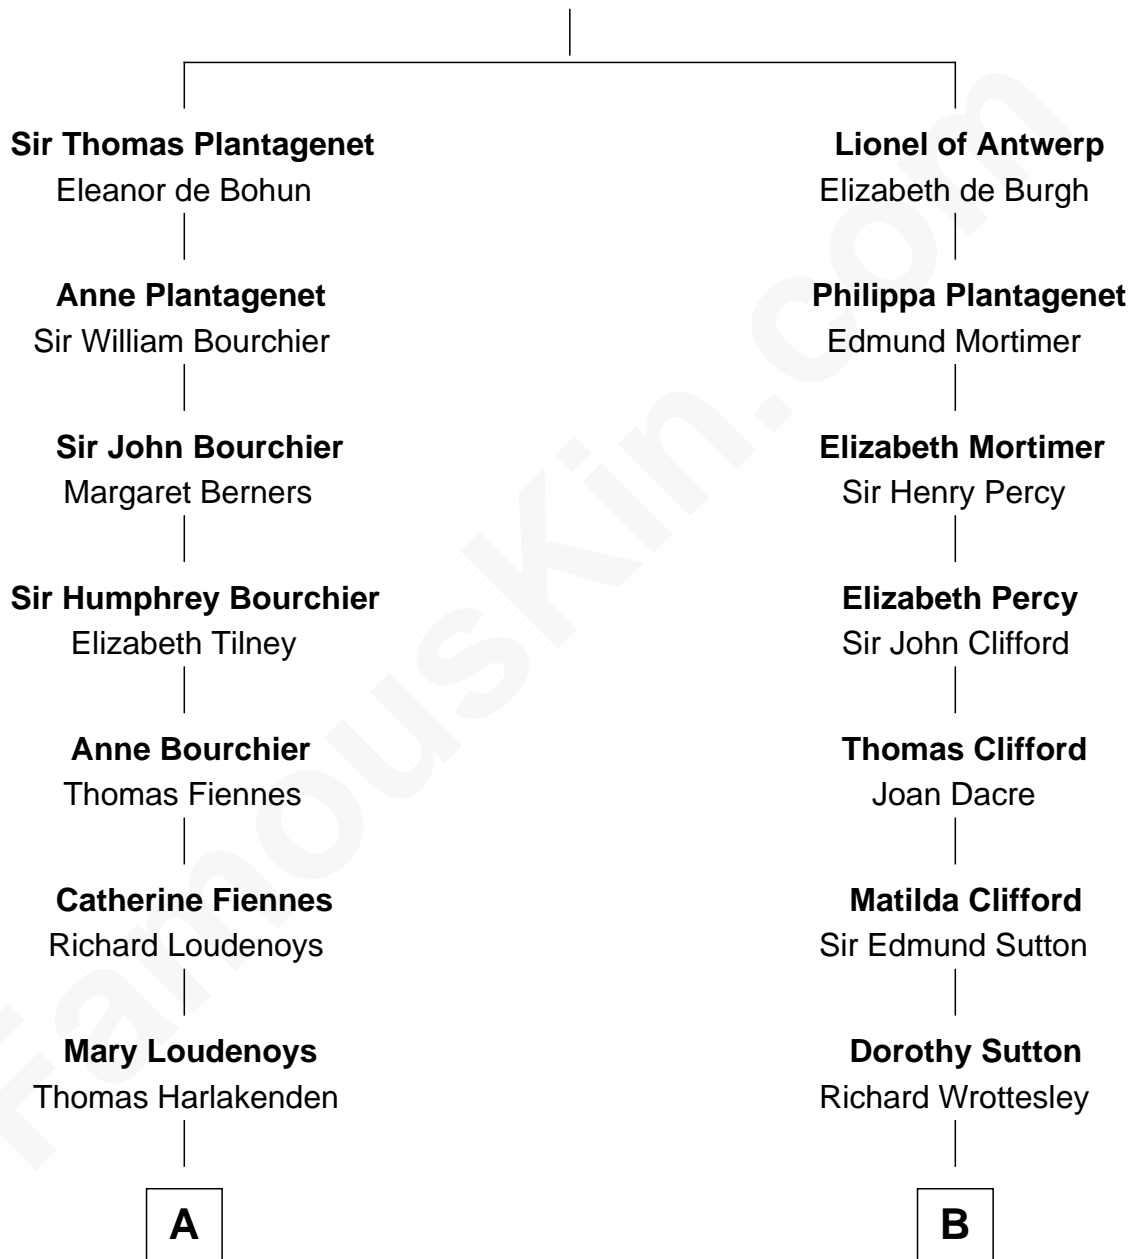 Sir Thomas Plantagenet
Eleanor de Bohun
Anne Plantagenet
Sir William Bourchier
Sir John Bourchier
Margaret Berners
Sir Humphrey Bourchier
Elizabeth Tilney
Anne Bourchier
Thomas Fiennes
Catherine Fiennes
Richard Loudenoys
Mary Loudenoys
Thomas Harlakenden
A
Lionel of Antwerp
Elizabeth de Burgh
Philippa Plantagenet
Edmund Mortimer
Elizabeth Mortimer
Sir Henry Percy
Elizabeth Percy
Sir John Clifford
Thomas Clifford
Joan Dacre
Matilda Clifford
Sir Edmund Sutton
Dorothy Sutton
Richard Wrottesley
B
FamousKin.com